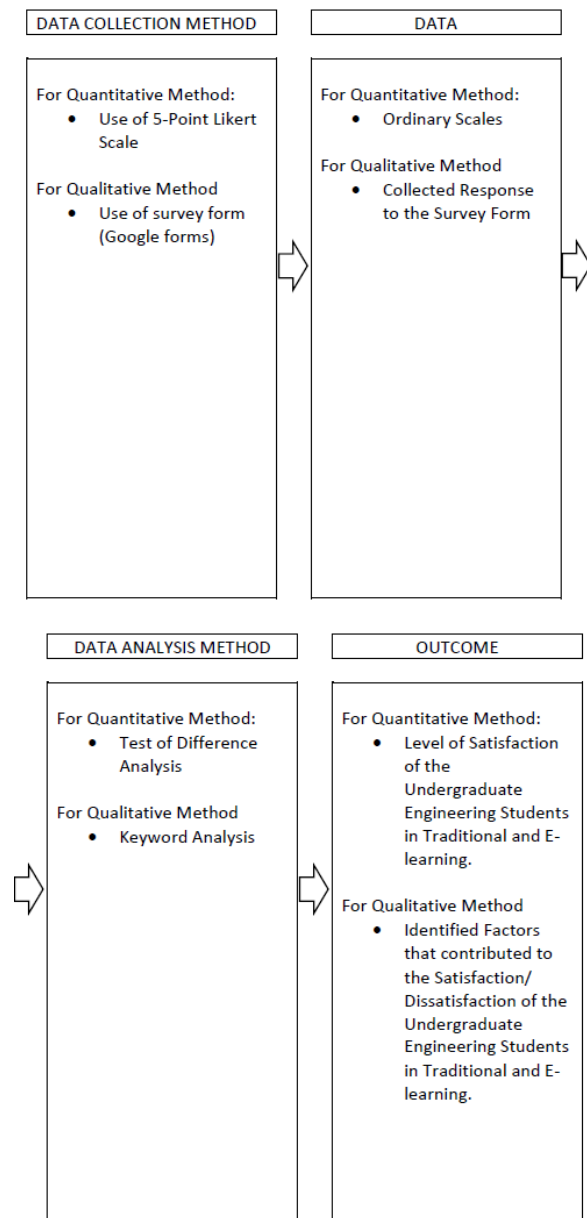 DATA COLLECTION METHOD
For Quantitative Method:
• Use of 5-Point Likert
Scale
For Qualitative Method
• Use of survey form
(Google forms)
DATA
For Quantitative Method:
• Ordinary Scales
For Qualitative Method
• Collected Response
to the Survey Form
DATA ANALYSIS METHOD
For Quantitative Method:
• Test of Difference
Analysis
For Qualitative Method
• Keyword Analysis
OUTCOME
For Quantitative Method:
• Level of Satisfaction
of the
Undergraduate
Engineering Students
in Traditional and E-
learning.
For Qualitative Method
• Identified Factors
that contributed to
the Satisfaction/
Dissatisfaction of the
Undergraduate
Engineering Students
in Traditional and E-
learning.